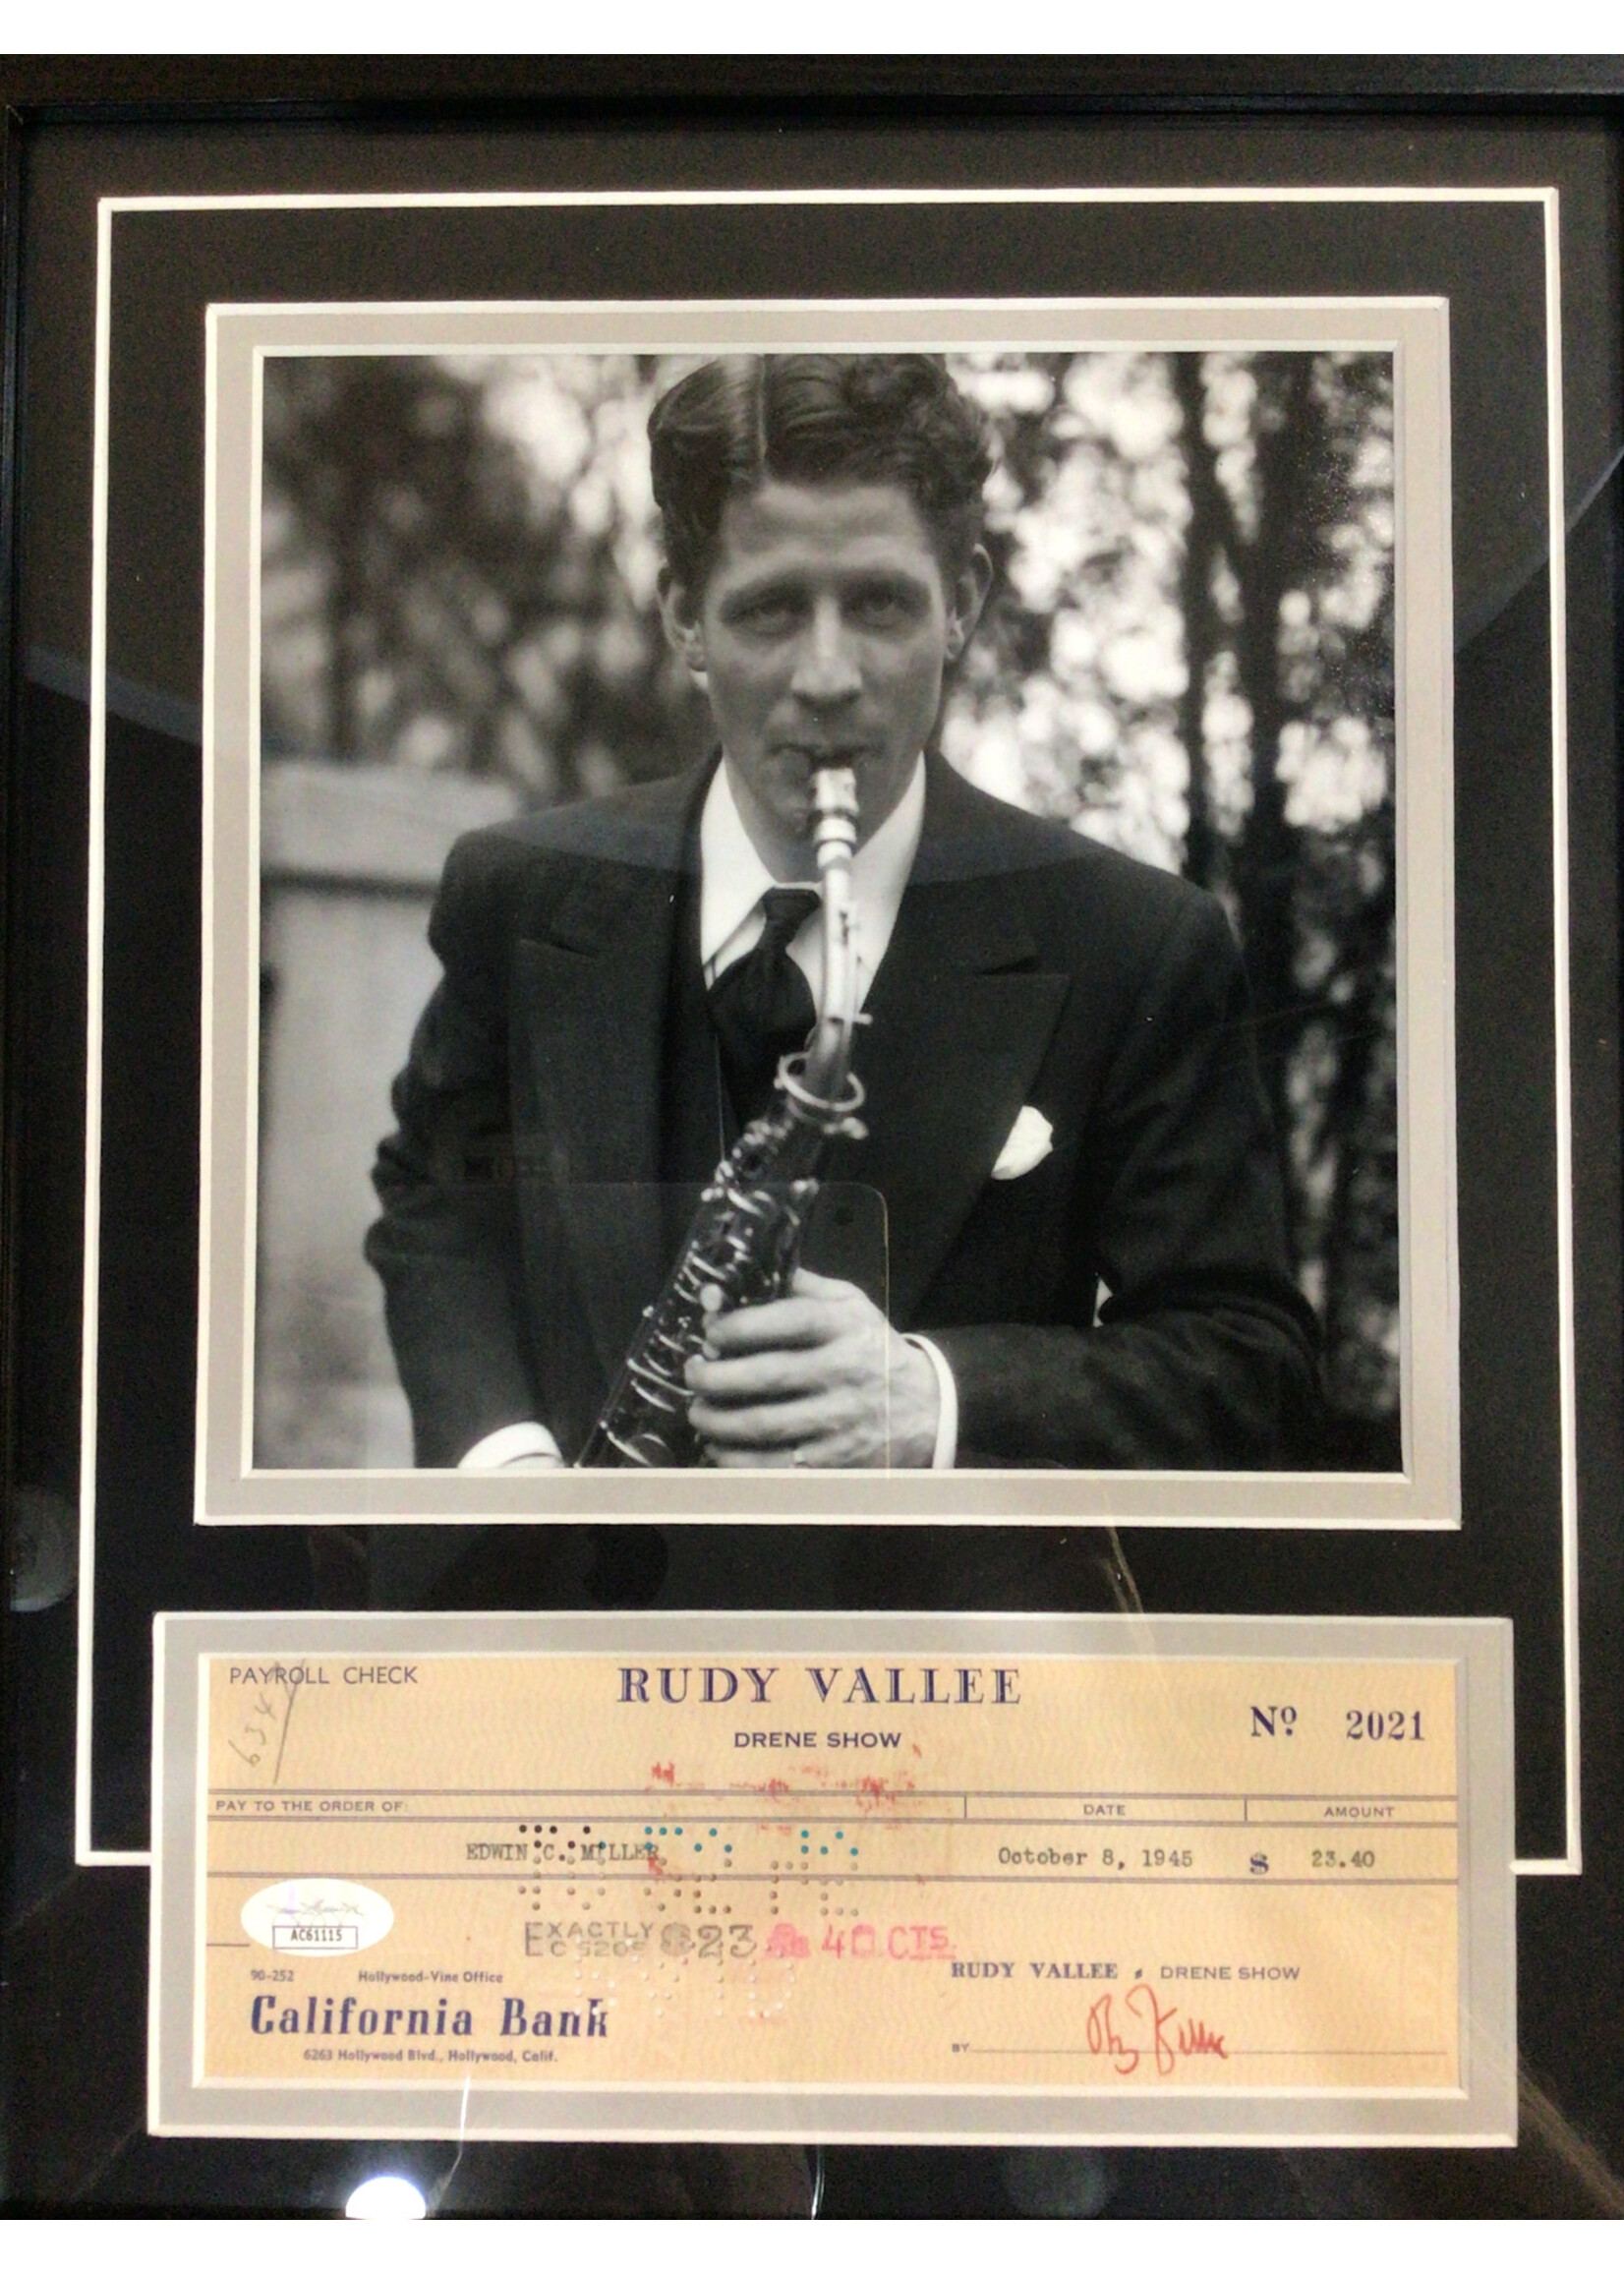 PAYROLL CHECK
RUDY VALLEE
DRENE SHOW
Nº 2021
PAY TO THE ORDER OF:
DATE
AMOUNT
EDWIN C. MILLER
October 8, 1945
$ 23.40
AC61115
EXACTLY $23 40 CTS
90-252 Hollywood-Vine Office
California Bank
6263 Hollywood Blvd., Hollywood, Calif.
RUDY VALLEE DRENE SHOW
BY